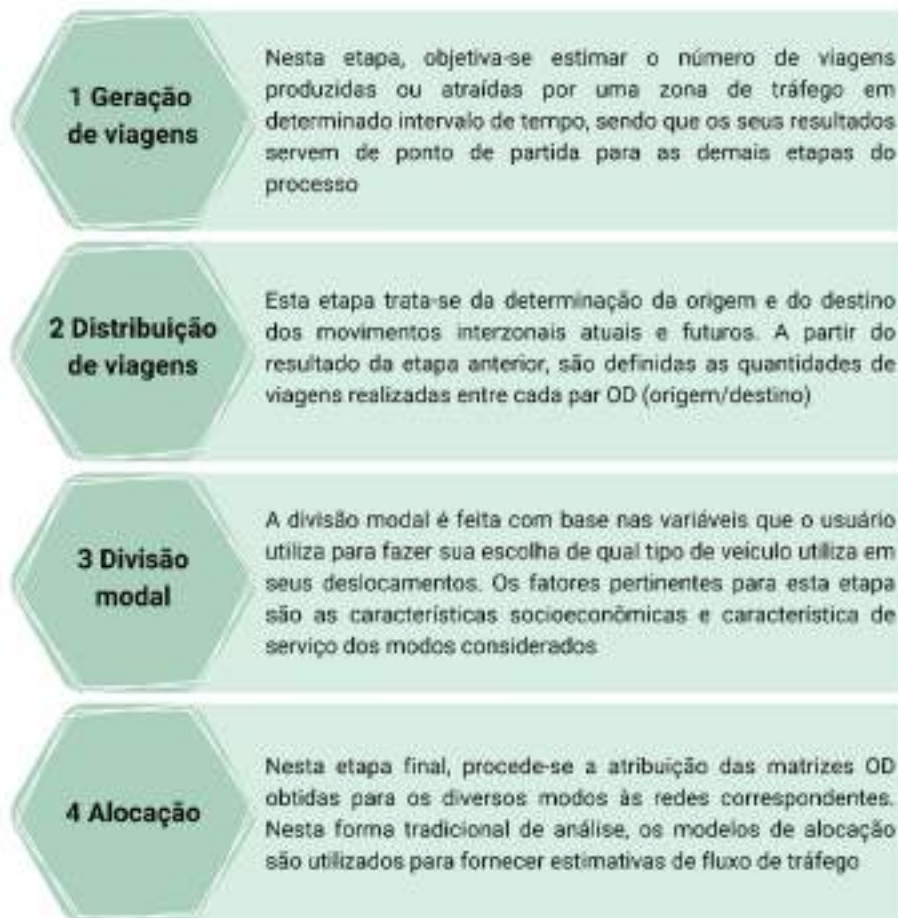 1 Geração
de viagens
Nesta etapa, objetiva-se estimar o número de viagens
produzidas ou atraídas por uma zona de tráfego em
determinado intervalo de tempo, sendo que os seus resultados
servem de ponto de partida para as demais etapas do
processo
2 Distribuição
de viagens
Esta etapa trata-se da determinação da origem e do destino
dos movimentos interzonais atuais e futuros. A partir do
resultado da etapa anterior, são definidas as quantidades de
viagens realizadas entre cada par OD (origem/destino)
3 Divisão
modal
A divisão modal é feita com base nas variáveis que o usuário
utiliza para fazer sua escolha de qual tipo de veículo utiliza em
seus deslocamentos. Os fatores pertinentes para esta etapa
são as características socioeconômicas e característica de
serviço dos modos considerados
4 Alocação
Nesta etapa final, procede-se a atribuição das matrizes OD
obtidas para os diversos modos às redes correspondentes.
Nesta forma tradicional de análise, os modelos de alocação
são utilizados para fornecer estimativas de fluxo de tráfego